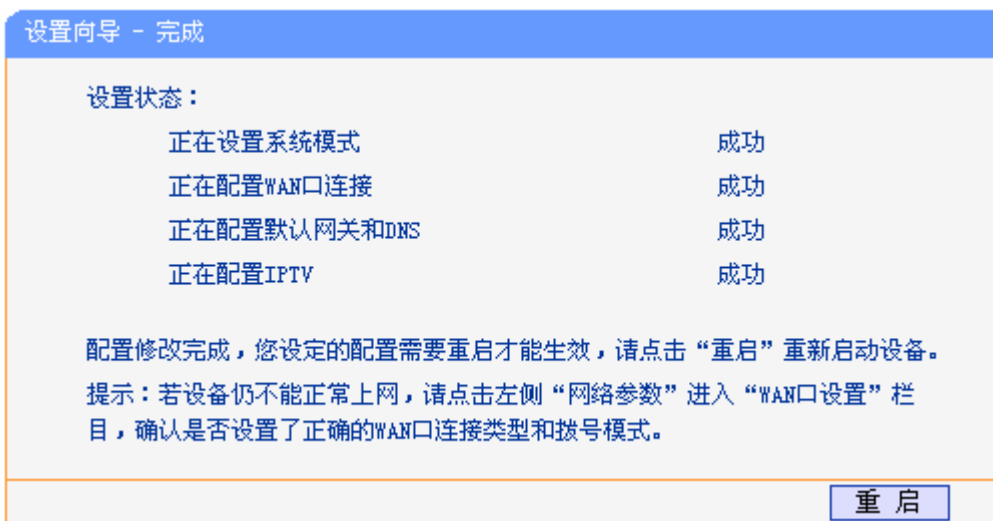 设置向导 - 完成
设置状态：
正在设置系统模式 成功
正在配置WAN口连接 成功
正在配置默认网关和DNS 成功
正在配置IPTV 成功
配置修改完成，您设定的配置需要重启才能生效，请点击“重启”重新启动设备。
提示：若设备仍不能正常上网，请点击左侧“网络参数”进入“WAN口设置”栏
目，确认是否设置了正确的WAN口连接类型和拨号模式。
重 启